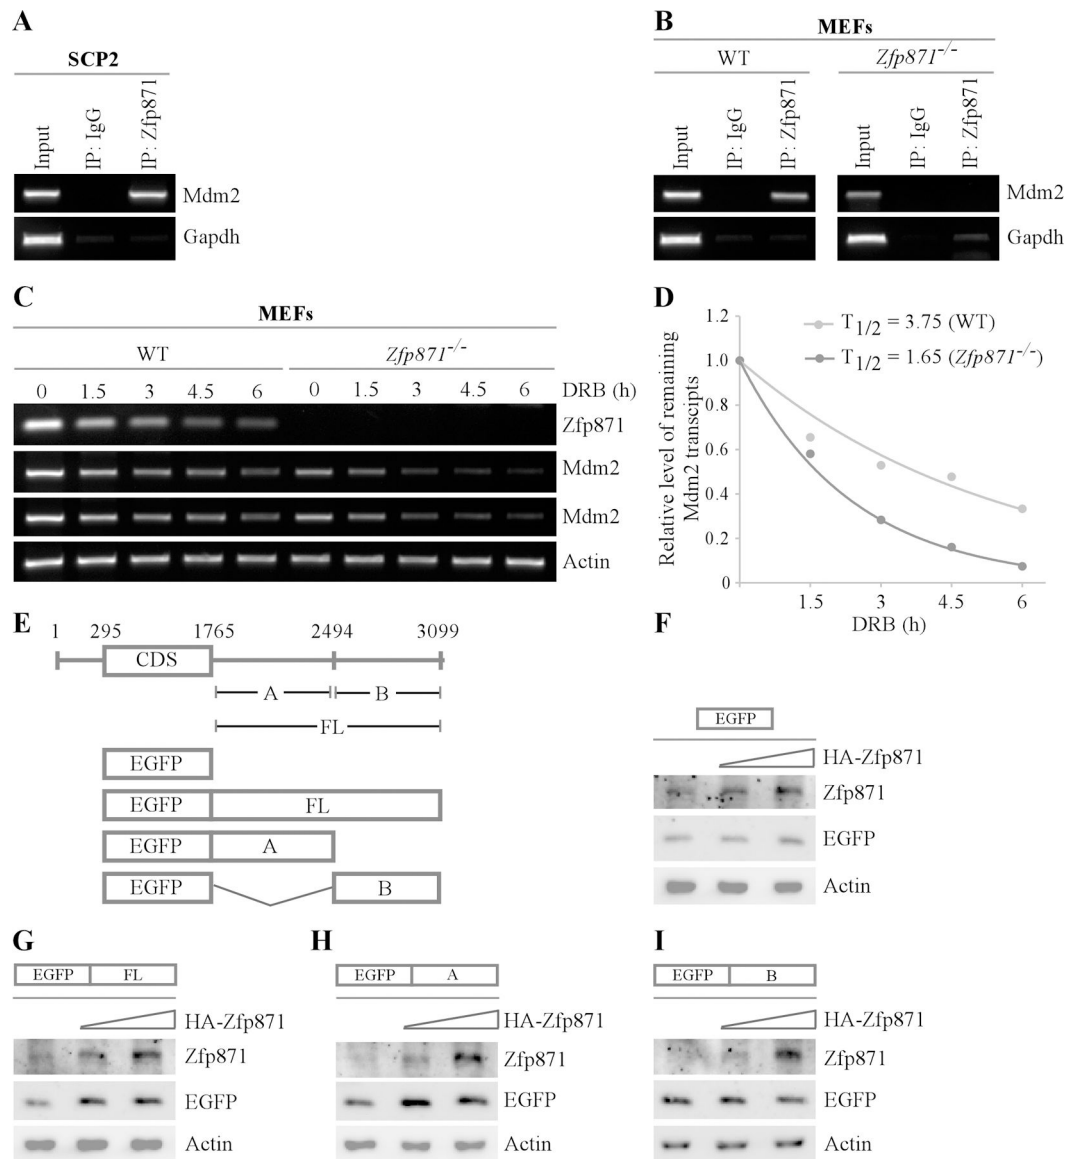 A
SCP2
Input
IP: IgG
IP: Zfp871
Mdm2
Gapdh
B
MEFs
WT
Zfp871-/-
Input
IP: IgG
IP: Zfp871
Input
IP: IgG
IP: Zfp871
Mdm2
Gapdh
C
MEFs
WT
Zfp871-/-
0 1.5 3 4.5 6 0 1.5 3 4.5 6 DRB (h)
Zfp871
Mdm2
Mdm2
Actin
D
Relative level of remaining
Mdm2 transcipts
1.2
1.0
0.8
0.6
0.4
0.2
0
T1/2 = 3.75 (WT)
T1/2 = 1.65 (Zfp871-/-)
1.5 3 4.5 6
DRB (h)
E
1 295 1765 2494 3099
CDS
A B
FL
EGFP
EGFP FL
EGFP A
EGFP B
F
EGFP
HA-Zfp871
Zfp871
EGFP
Actin
G
EGFP FL
HA-Zfp871
Zfp871
EGFP
Actin
H
EGFP A
HA-Zfp871
Zfp871
EGFP
Actin
I
EGFP B
HA-Zfp871
Zfp871
EGFP
Actin